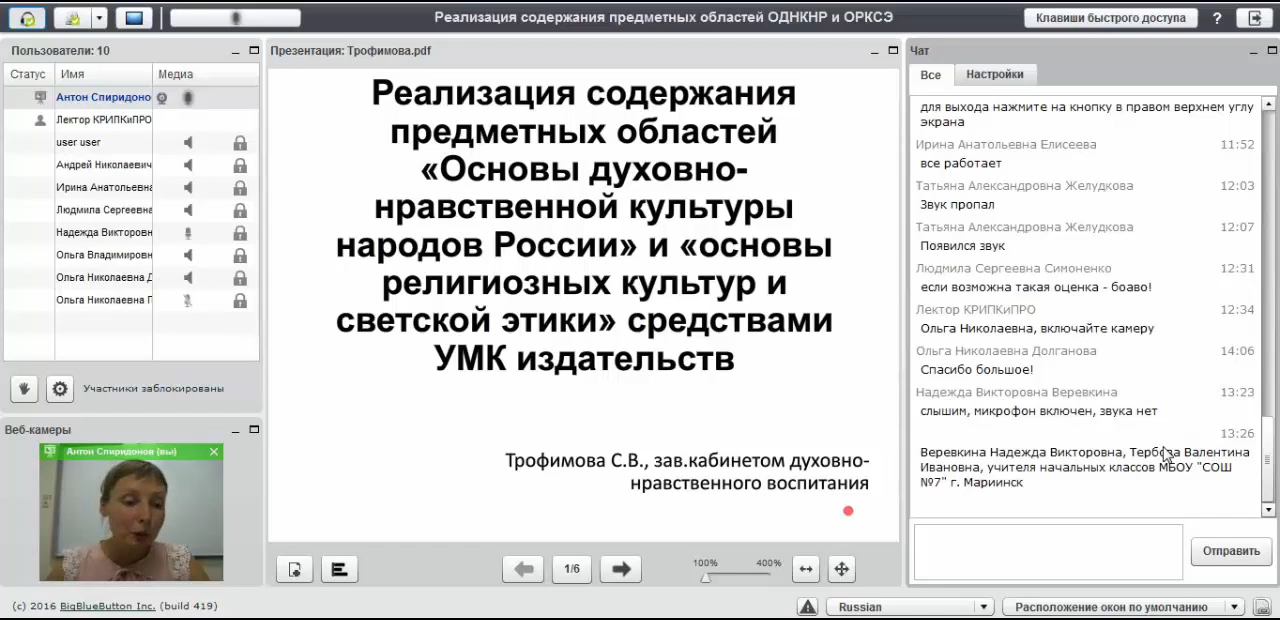 Реализация содержания предметных областей ОДНКНР и ОРКСЭ
Клавиши быстрого доступа
?
Пользователи: 10
Статус Имя Медиа
Антон Спиридоно
Лектор КРИПКиПРО
user user
Андрей Николаевич
Ирина Анатольевна
Людмила Сергеевна
Надежда Викторовн
Ольга Владимировн
Ольга Николаевна Д
Ольга Николаевна Г
Участники заблокированы
Веб-камеры
Антон Спиридонов (вы)
Презентация: Трофимова.pdf
Реализация содержания
предметных областей
«Основы духовно-
нравственной культуры
народов России» и «основы
религиозных культур и
светской этики» средствами
УМК издательств
Трофимова С.В., зав.кабинетом духовно-
нравственного воспитания
1/6
100% 400%
Чат
Все Настройки
для выхода нажмите на кнопку в правом верхнем углу
экрана
Ирина Анатольевна Елисеева 11:52
все работает
Татьяна Александровна Желудкова 12:03
Звук пропал
Татьяна Александровна Желудкова 12:07
Появился звук
Людмила Сергеевна Симоненко 12:31
если возможна такая оценка - боаво!
Лектор КРИПКиПРО 12:34
Ольга Николаевна, включайте камеру
Ольга Николаевна Долганова 14:06
Спасибо большое!
Надежда Викторовна Веревкина 13:23
слышим, микрофон включен, звука нет
13:26
Веревкина Надежда Викторовна, Валентина
Ивановна, учителя начальных классов МБОУ "СОШ
№7" г. Мариинск
Отправить
(c) 2016 BigBlueButton Inc. (build 419)
Russian
Расположение окон по умолчанию